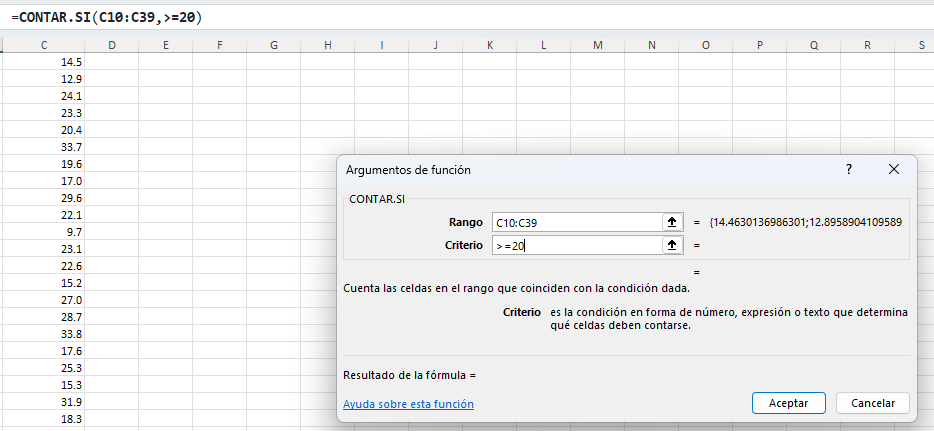 =CONTAR.SI(C10:C39,>=20)
C D E F G H I J K L M N O P Q R S
14.5
12.9
24.1
23.3
20.4
33.7
19.6
17.0
29.6
22.1
9.7
23.1
22.6
15.2
27.0
28.7
33.8
17.6
25.3
15.3
31.9
18.3
Argumentos de función ?
CONTAR.SI
Rango C10:C39 = {14.4630136986301;12.8958904109589
Criterio >=20 =
=
Cuenta las celdas en el rango que coinciden con la condición dada.
Criterio es la condición en forma de número, expresión o texto que determina
qué celdas deben contarse.
Resultado de la fórmula =
Ayuda sobre esta función Aceptar Cancelar